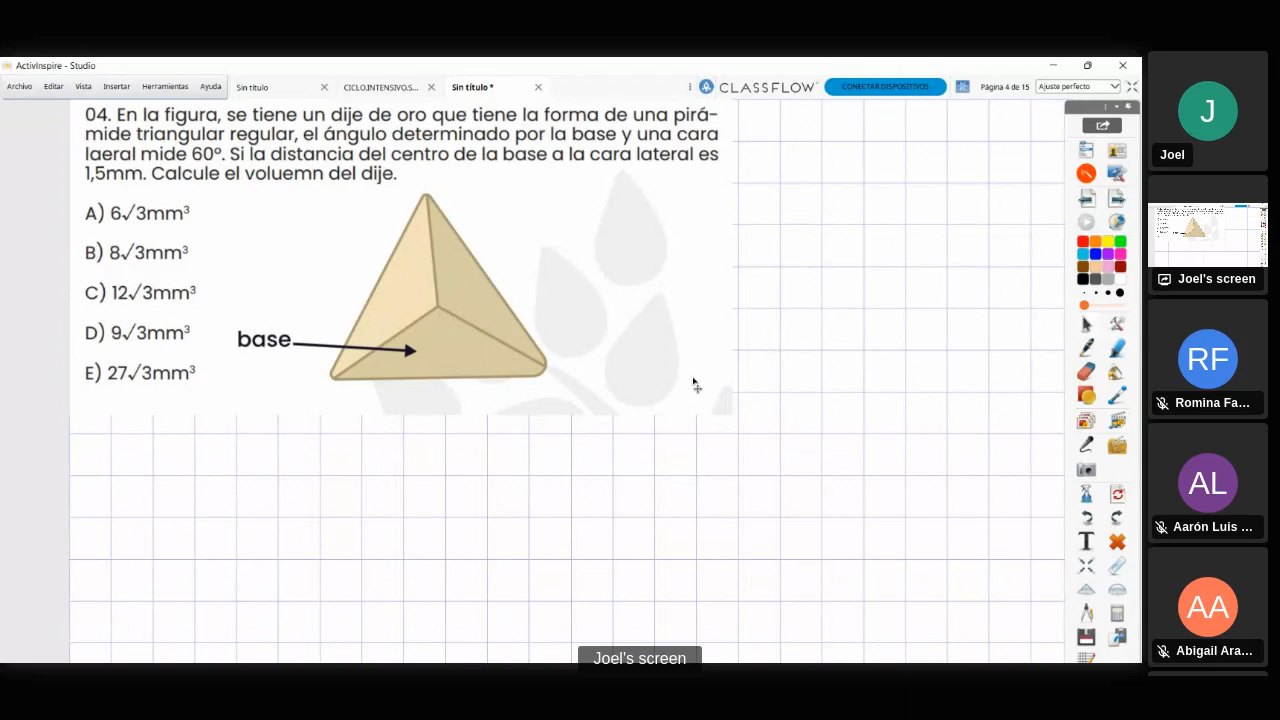 ActivInspire - Studio
Archivo Editar Vista Insertar Herramientas Ayuda
Sin título
CICLO.INTENSIVO.S...
Sin título *
CLASSFLOW
CONECTAR DISPOSITIVOS
Página 4 de 15
Ajuste perfecto
04. En la figura, se tiene un dije de oro que tiene la forma de una pirá-
mide triangular regular, el ángulo determinado por la base y una cara
laeral mide 60°. Si la distancia del centro de la base a la cara lateral es
1,5mm. Calcule el voluemn del dije.
A) 6√3mm³
B) 8√3mm³
C) 12√3mm³
D) 9√3mm³
E) 27√3mm³
base
Joel's screen
J
Joel
Joel's screen
RF
Romina Fa...
AL
Aarón Luis ...
AA
Abigail Ara...